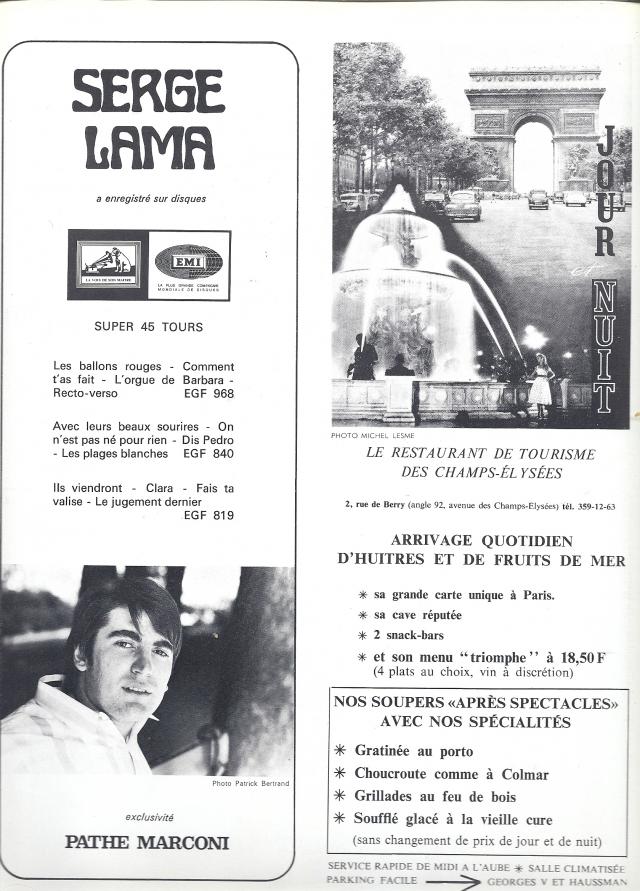 SERGE
LAMA
a enregistré sur disques
LA VOIX DE SON MAITRE
EMI
LA PLUS GRANDE COMPAGNIE
MONDIALE DE DISQUES
SUPER 45 TOURS
Les ballons rouges - Comment
t'as fait - L'orgue de Barbara -
Recto-verso EGF 968
Avec leurs beaux sourires - On
n'est pas né pour rien - Dis Pedro
- Les plages blanches EGF 840
Ils viendront - Clara - Fais ta
valise - Le jugement dernier
EGF 819
Photo Patrick Bertrand
exclusivité
PATHE MARCONI
JOUR
NUIT
PHOTO MICHEL LESME
LE RESTAURANT DE TOURISME
DES CHAMPS-ÉLYSÉES
2, rue de Berry (angle 92, avenue des Champs-Elysées) tél. 359-12-63
ARRIVAGE QUOTIDIEN
D'HUITRES ET DE FRUITS DE MER
✳ sa grande carte unique à Paris.
✳ sa cave réputée
✳ 2 snack-bars
✳ et son menu “triomphe” à 18,50 F
(4 plats au choix, vin à discrétion)
NOS SOUPERS «APRÈS SPECTACLES»
AVEC NOS SPÉCIALITÉS
✳ Gratinée au porto
✳ Choucroute comme à Colmar
✳ Grillades au feu de bois
✳ Soufflé glacé à la vieille cure
(sans changement de prix de jour et de nuit)
SERVICE RAPIDE DE MIDI A L'AUBE ✳ SALLE CLIMATISÉE
PARKING FACILE → GEORGES V ET HAUSSMAN